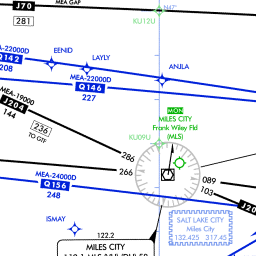 J70
MEA GAP
281
KU12U
N47°
MEA-22000D
Q142
208
EENID
LAYLY
ANJLA
MEA-22000D
Q146
227
MEA-19000
J204
144
236
TO GTF
MON
MILES CITY
Frank Wiley Fld
(MLS)
KU09U
286
266
089
103
MEA-24000D
Q156
248
ISMAY
SALT LAKE CITY
Miles City
132.425 317.45
122.2
MILES CITY